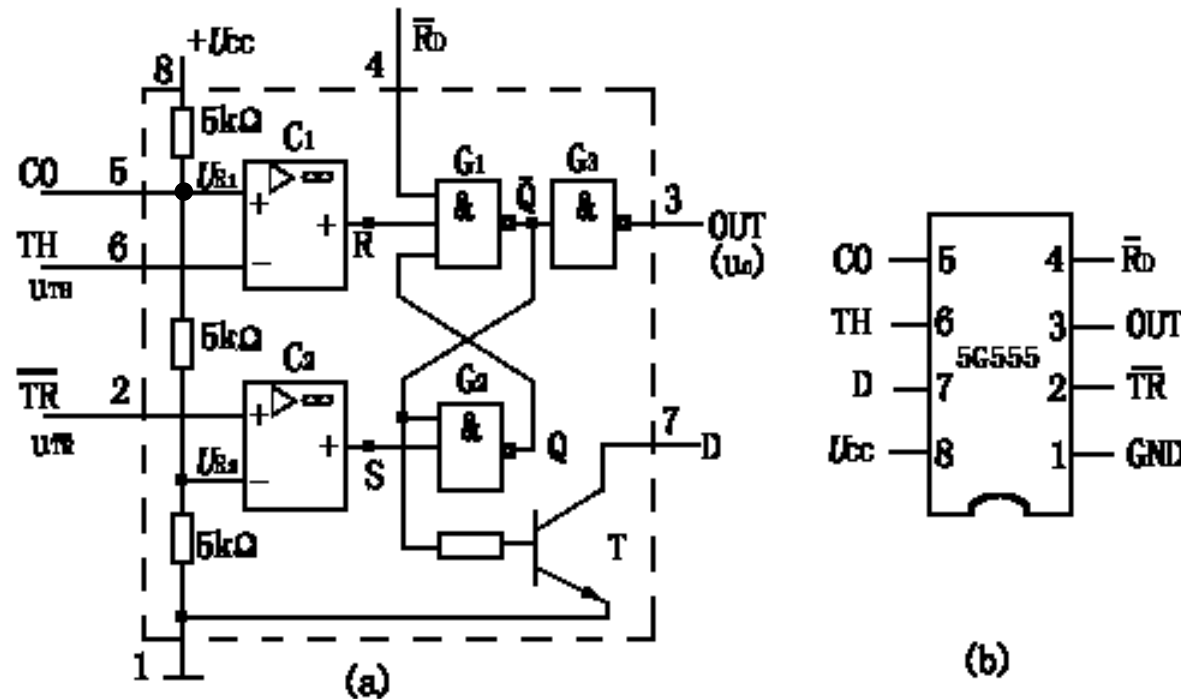 +UCC
8
R̄D
4
5kΩ
C1
G1
G3
CO 5 UR1
+
&
Q̄
&
3
OUT
(uo)
+
R
TH 6
−
uTH
5kΩ
C2
G2
T̄R̄ 2
+
&
+
7
D
uTR
UR2
−
S
Q
5kΩ
T
1
(a)
CO 5 4 R̄D
TH 6 3 OUT
5G555
D 7 2 T̄R̄
UCC 8 1 GND
(b)